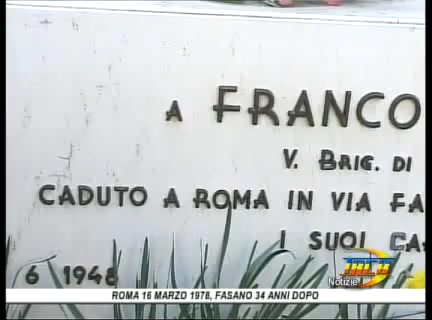 A FRANCO
V. BRIG. DI
CADUTO A ROMA IN VIA FA
I SUOI CA
6 1948
Notizie
ROMA 16 MARZO 1978, FASANO 34 ANNI DOPO